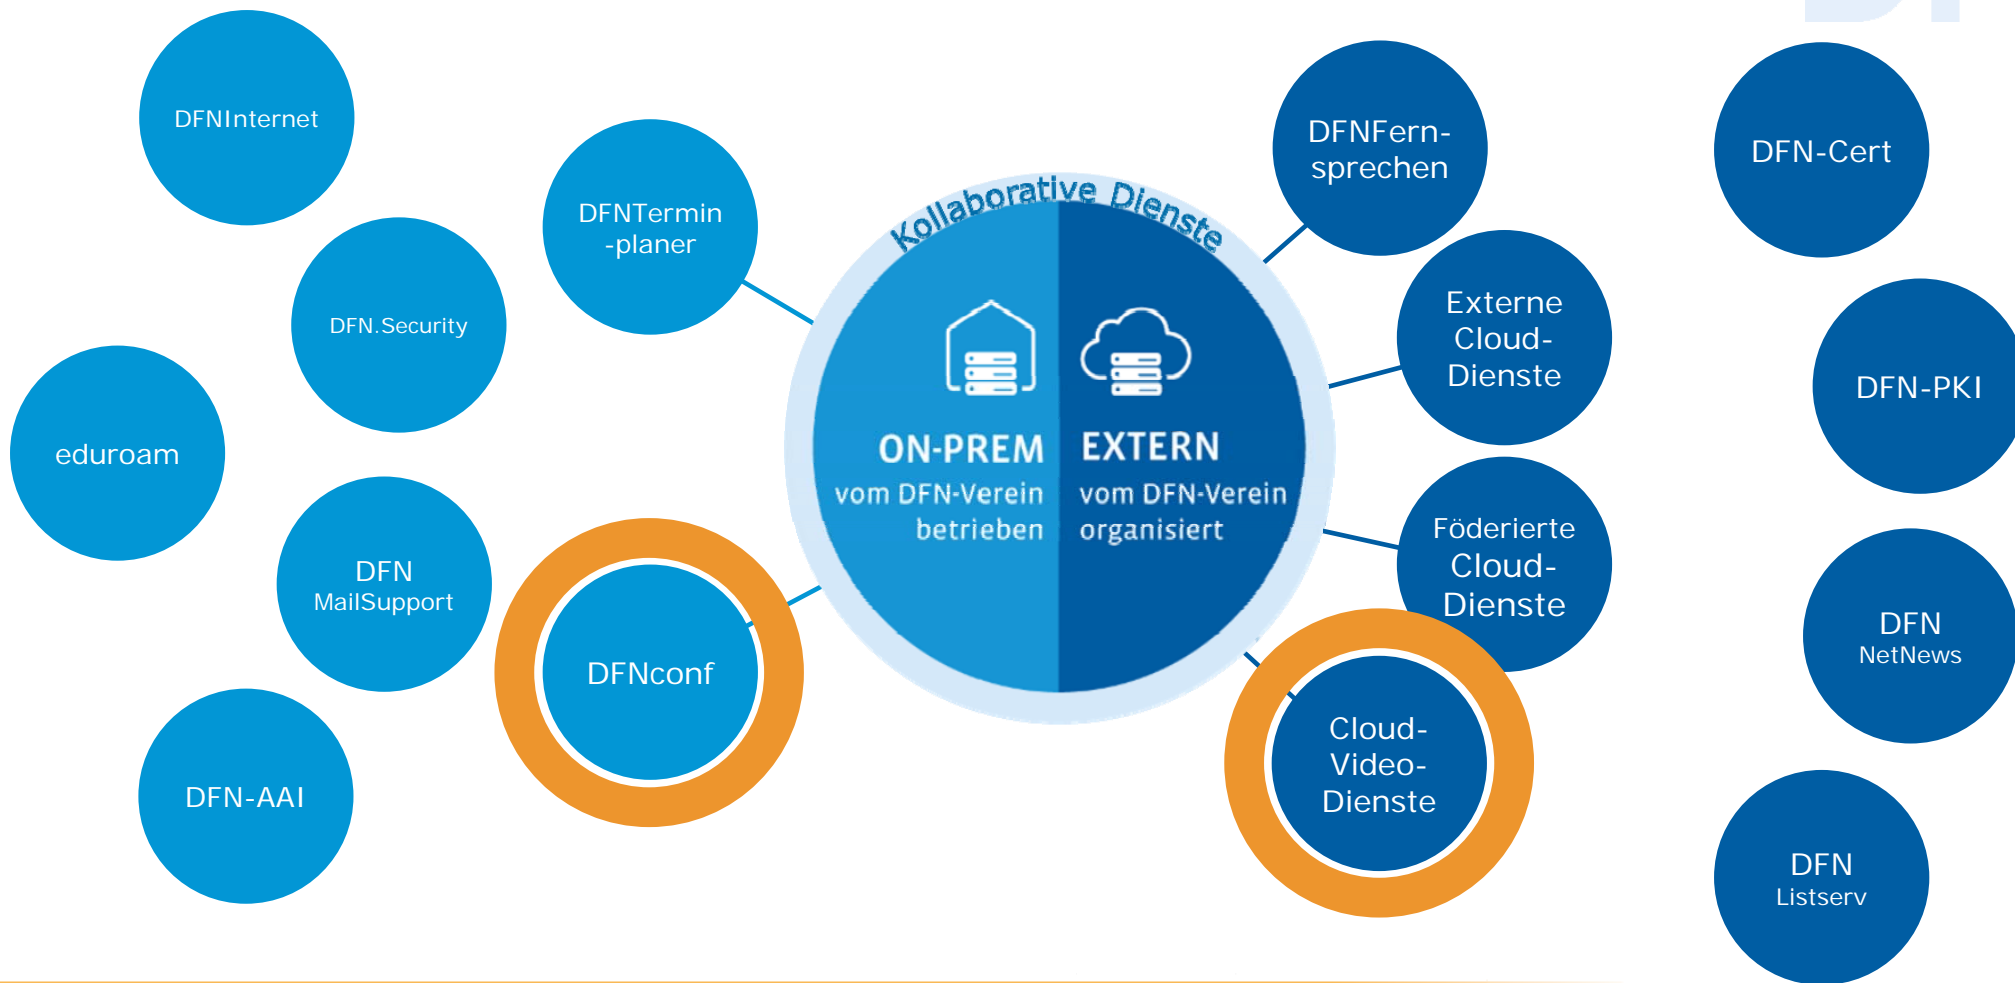 DFNInternet
DFN.Security
eduroam
DFN
MailSupport
DFN-AAI
DFNTermin
-planer
DFNconf
Kollaborative Dienste
ON-PREM
vom DFN-Verein
betrieben
EXTERN
vom DFN-Verein
organisiert
DFNFern-
sprechen
Externe
Cloud-
Dienste
Föderierte
Cloud-
Dienste
Cloud-
Video-
Dienste
DFN-Cert
DFN-PKI
DFN
NetNews
DFN
Listserv